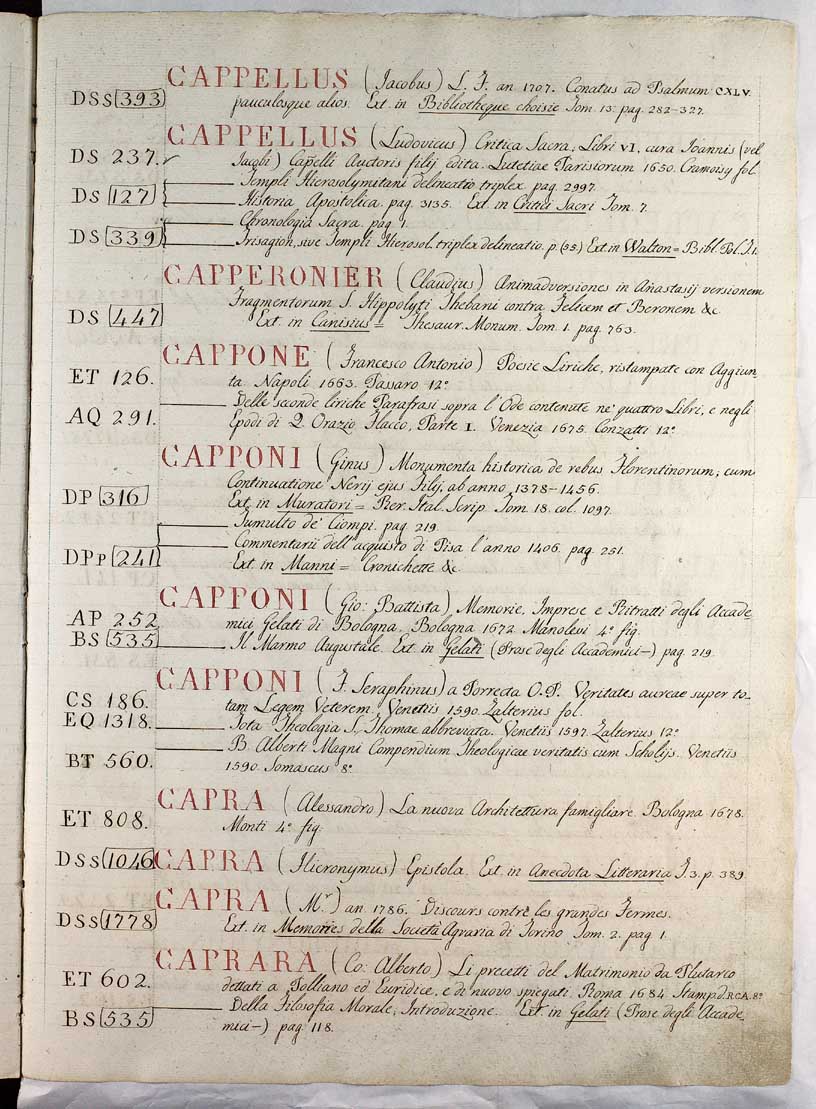 CAPPELLUS (Jacobus) L. J. an 1707. Conatus ad Psalmum CXLV.
DSS 393 pauculosque alios. Ext. in Bibliotheque choisie Tom. 13. pag. 282-327.
CAPPELLUS (Ludovicus) Critica Sacra, Libri VI, cura Joannis (vel
DS 237. Jacobi) Cappelli Auctoris filij edita. Lutetiae Parisiorum 1650. Cramoisy fol.
Templi Hierosolymitani delineatio triplex pag. 2997.
DS 127 Historia Apostolica. pag. 3135. Ext. in Critici Sacri Tom. 7.
Chronologia Sacra. pag. 1.
DS 339 Trisagion, sive Templi Hierosol. triplex delineatio. p. (35.) Ext in Walton = Bibl. Pol. T. 1.
CAPPERONIER (Claudius) Animadversiones in Anastasij versionem
Fragmentorum S. Hippolyti Thebani contra Felicem et Beronem &c
DS 447 Ext. in Canisius = Thesaur. Monum. Tom. 1. pag. 763.
CAPPONE (Francesco Antonio) Poesie Liriche, ristampate con Aggiun
ET 126. ta Napoli 1663. Passaro 12°
Delle seconde liriche Parafrasi sopra l'Ode contenute ne' quattro Libri, e negli
AQ 291. Epodi di Q. Orazio Flacco, Parte I. Venezia 1675. Conzatti 12°
CAPPONI (Ginus) Monumenta historica de rebus Florentinorum; cum
Continuatione Nerij ejus Filij, ab anno 1378-1456.
DP 316 Ext. in Muratori = Rer. Ital. Scrip. Tom. 18. col. 1097.
Tumulto de' Ciompi. pag. 219.
Commentarii dell'acquisto di Pisa l'anno 1406. pag. 251.
DPp 241 Ext. in Manni = Cronichette &c
CAPPONI (Gio: Battista) Memorie, Imprese e Ritratti degli Accade
AP 252 mici Gelati di Bologna. Bologna 1672 Manolessi 4° fig.
BS 535 Il Marmo Augustale. Ext. in Gelati (Prose degli Accademici-) pag. 219.
CAPPONI (F. Seraphinus) a Porrecta O.P. Veritates aureae super to-
CS 186. tam Legem Veterem. Venetiis 1590. Zalterius fol.
EQ 1318. Tota Theologia S. Thomae abbreviata. Venetiis 1597. Zalterius 12°
B. Alberti Magni Compendium Theologicae veritatis cum Scholijs. Venetiis
BT 560. 1590. Somascus 8°
CAPRA (Alessandro) La nuova Architettura famigliare. Bologna 1678.
ET 808. Monti 4° fig.
DSS 1046 CAPRA (Hieronymus) Epistola. Ext. in Anecdota Litteraria T. 3. p. 389
CAPRA (Mr.) an. 1786. Discours contre les grandes Fermes.
DSS 1778 Ext. in Memories della Società Agraria di Torino Tom. 2. pag 1.
CAPRARA (Co: Alberto) Li precetti del Matrimonio da Plutarco
ET 602. dettati a Polliano ed Euridice, e di nuovo spiegati. Roma 1684 Stamp. d. R.C.A. 8°
Della Filosofia Morale, Introduzione. Ext. in Gelati (Prose degli Accade
BS 535 mici-) pag 118.